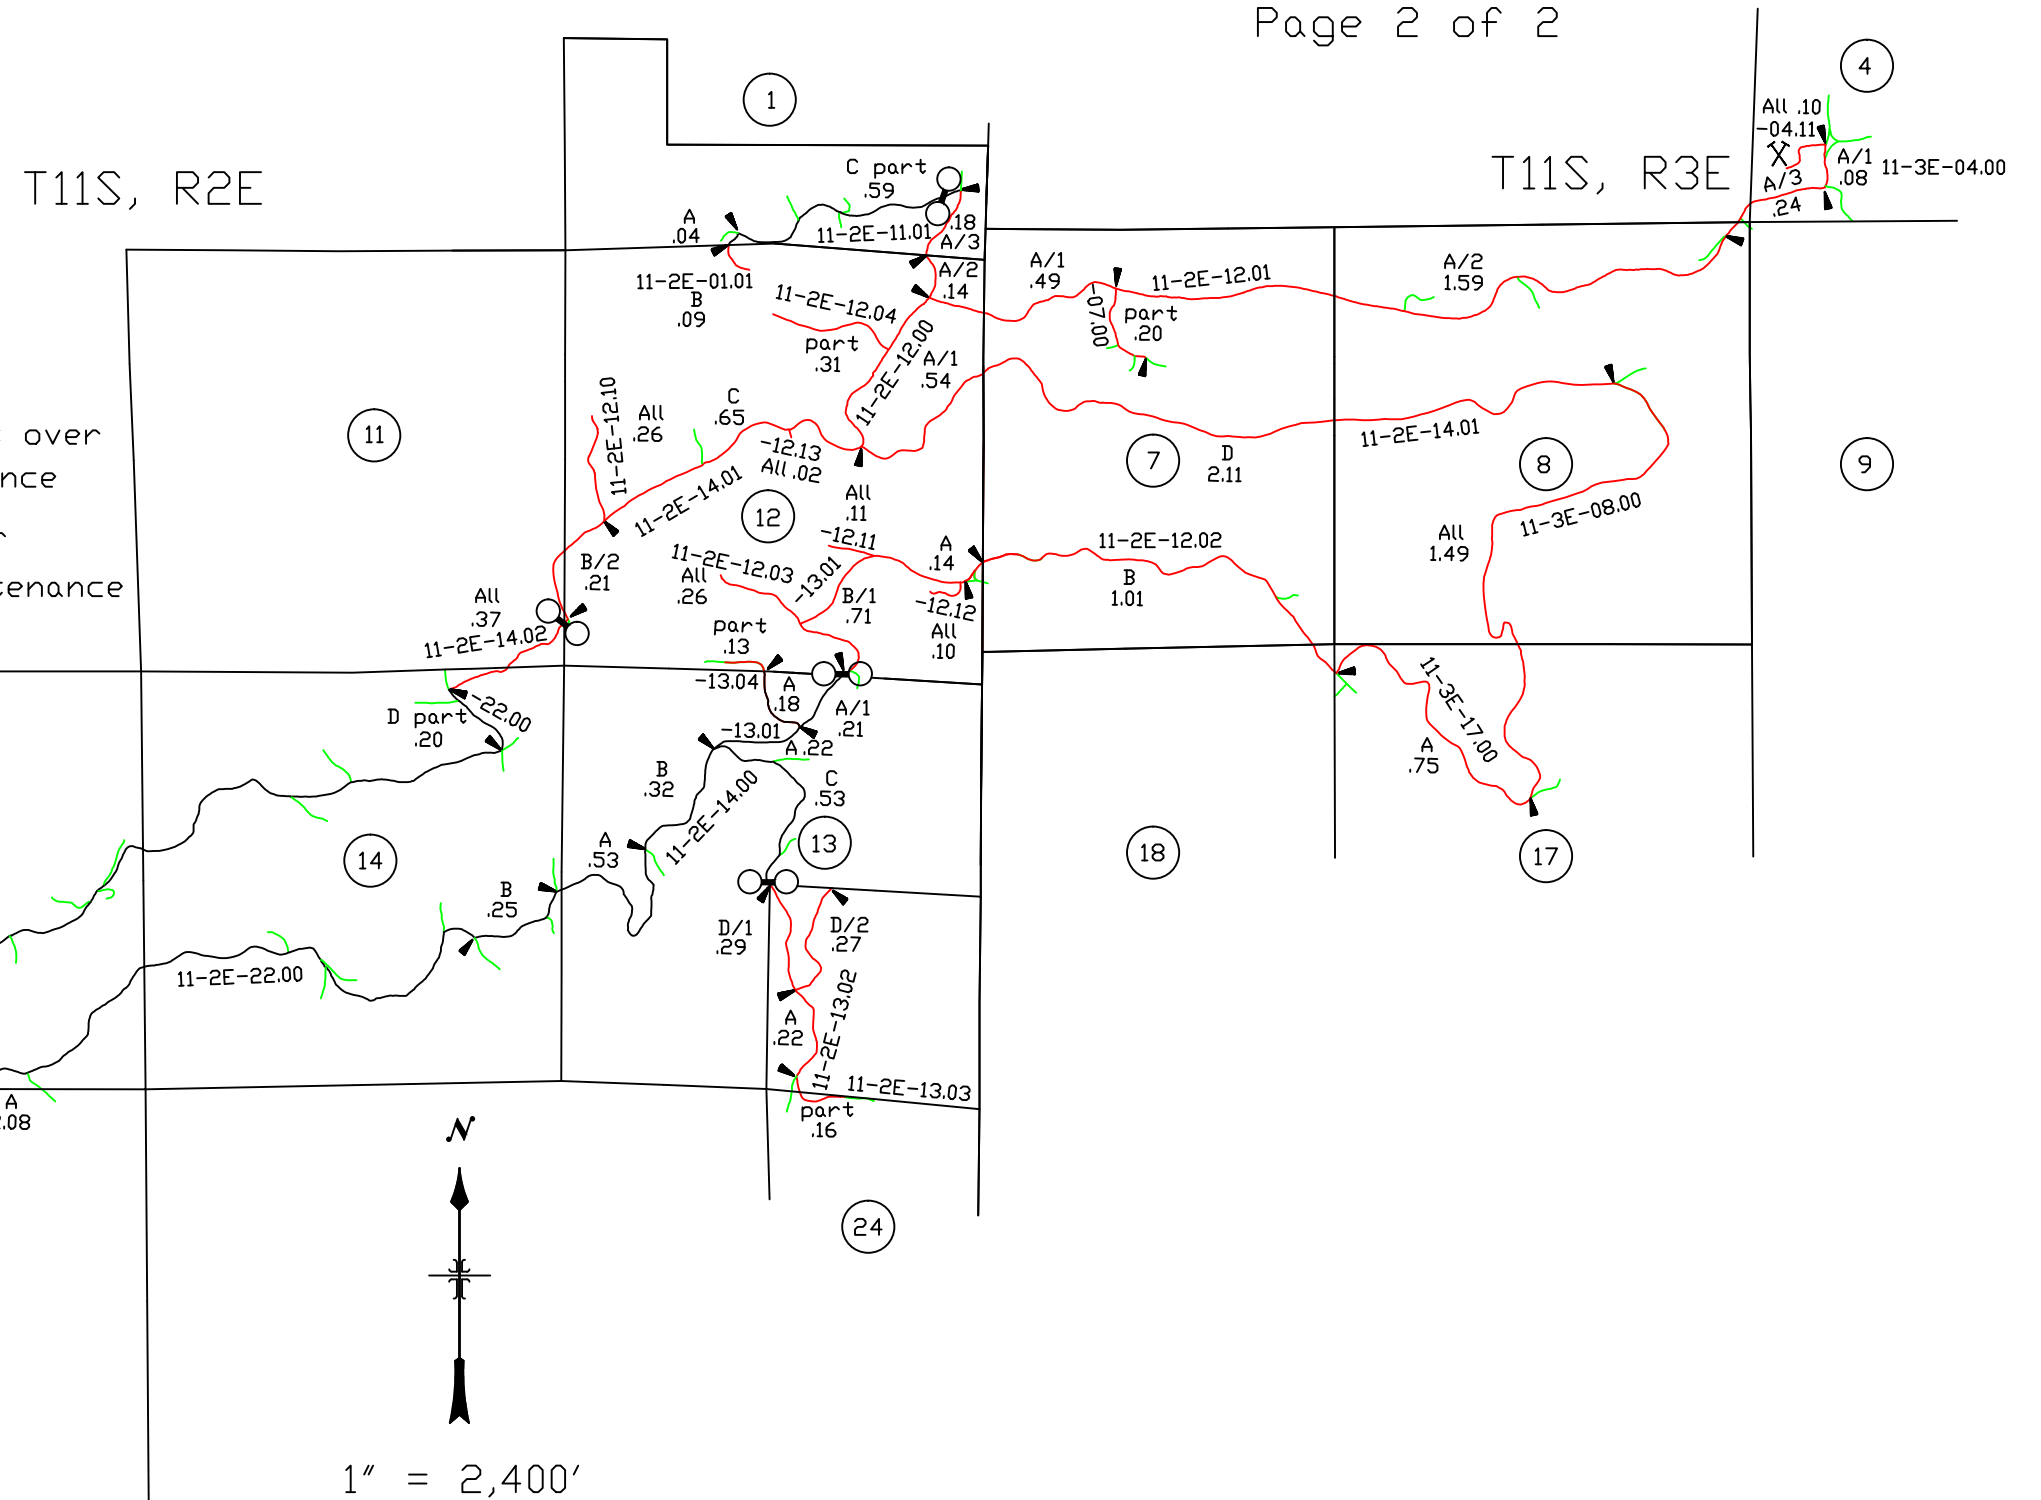 Page 2 of 2
4
1
All .10
-04.11
T11S, R2E
T11S, R3E
C part
.59
A/1
.08
11-3E-04.00
A/3
.24
A
.04
11-2E-11.01
.18
A/3
11-2E-01.01
B
.09
A/2
.14
A/1
.49
11-2E-12.01
A/2
1.59
11-2E-12.04
part
.31
-07.00
part
.20
11-2E-12.00
A/1
.54
11-2E-12.10
All
.26
C
.65
-12.13
All .02
over
11
nce
11-2E-14.01
12
7
D
2.11
11-2E-14.01
8
9
11-3E-08.00
All
1.49
All
.11
-12.11
A
.14
11-2E-12.02
B
1.01
B/2
.21
11-2E-12.03
All
.26
-13.01
B/1
.71
-12.12
All
.10
tenance
All
.37
11-2E-14.02
part
.13
-13.04
A
.18
A/1
.21
-22.00
D part
.20
-13.01
A .22
11-3E-17.00
A
.75
B
.32
11-2E-14.00
C
.53
13
14
A
.53
18
17
B
.25
D/1
.29
D/2
.27
11-2E-22.00
11-2E-13.02
A
.22
11-2E-13.03
part
.16
A
.08
N
24
1" = 2,400'